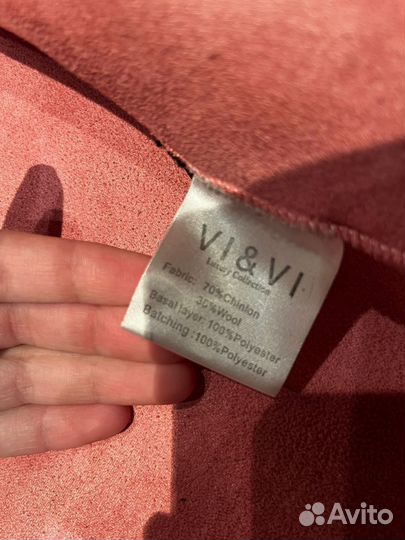 VI & VI
Luxury Collection
Fabric: 70%Chinlon
30%Wool
Basal layer: 100%Polyester
Batching:100%Polyester
Avito